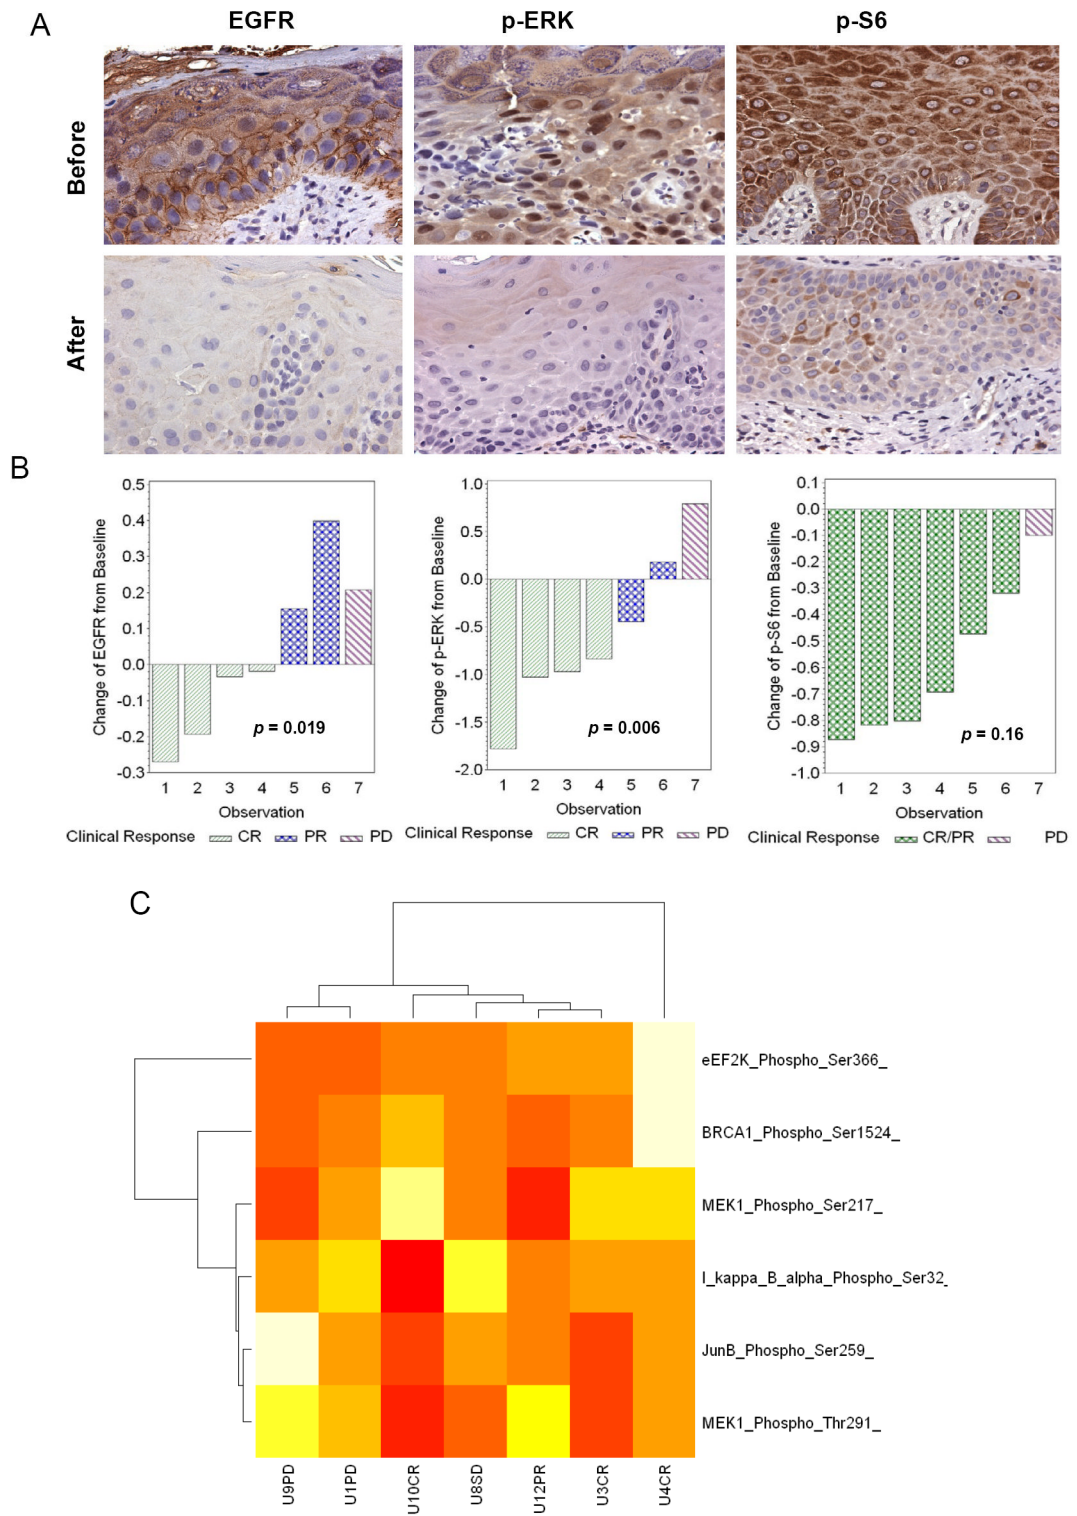 A
EGFR p-ERK p-S6
Before
After
B
0.5
0.4
0.3
0.2
0.1
0.0
-0.1
-0.2
-0.3
Change of EGFR from Baseline
p = 0.019
1 2 3 4 5 6 7
Observation
Clinical Response CR PR PD
1.0
0.5
0.0
-0.5
-1.0
-1.5
-2.0
Change of p-ERK from Baseline
p = 0.006
1 2 3 4 5 6 7
Observation
Clinical Response CR PR PD
0.1
0.0
-0.1
-0.2
-0.3
-0.4
-0.5
-0.6
-0.7
-0.8
-0.9
-1.0
Change of p-S6 from Baseline
p = 0.16
1 2 3 4 5 6 7
Observation
Clinical Response CR/PR PD
C
eEF2K_Phospho_Ser366_
BRCA1_Phospho_Ser1524_
MEK1_Phospho_Ser217_
I_kappa_B_alpha_Phospho_Ser32_
JunB_Phospho_Ser259_
MEK1_Phospho_Thr291_
U9PD
U1PD
U10CR
U8SD
U12PR
U3CR
U4CR